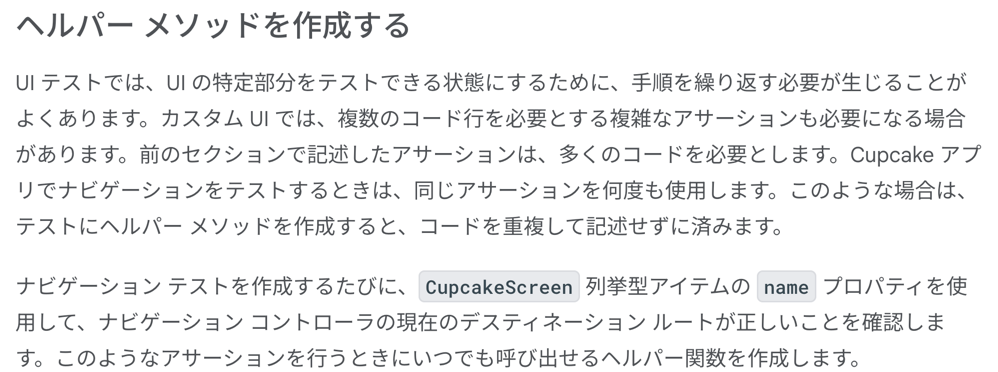 ヘルパー メソッドを作成する
UI テストでは、UI の特定部分をテストできる状態にするために、手順を繰り返す必要が生じることが
よくあります。カスタム UI では、複数のコード行を必要とする複雑なアサーションも必要になる場合
があります。前のセクションで記述したアサーションは、多くのコードを必要とします。Cupcake アプ
リでナビゲーションをテストするときは、同じアサーションを何度も使用します。このような場合は、
テストにヘルパー メソッドを作成すると、コードを重複して記述せずに済みます。
ナビゲーション テストを作成するたびに、 CupcakeScreen 列挙型アイテムの name プロパティを使
用して、ナビゲーション コントローラの現在のデスティネーション ルートが正しいことを確認しま
す。このようなアサーションを行うときにいつでも呼び出せるヘルパー関数を作成します。